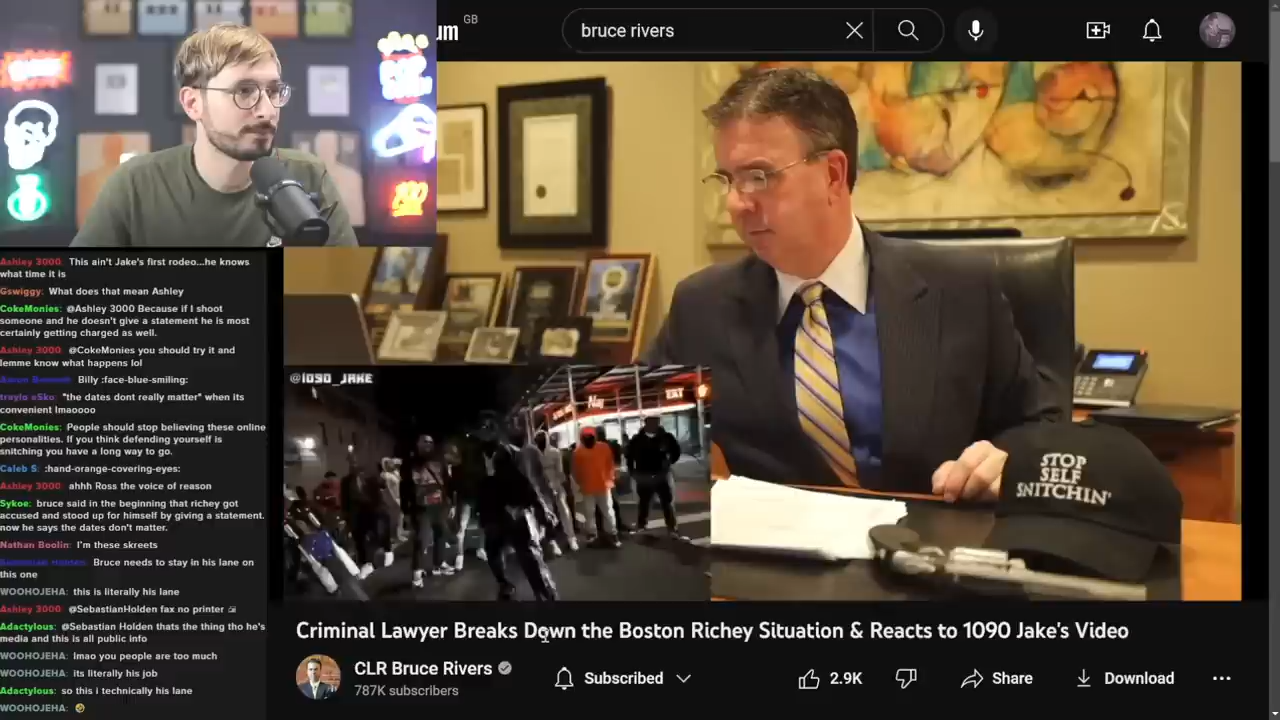 um GB
bruce rivers
@1090_JAKE
EAT
STOP
SELF
SNITCHIN'
Ashley 3000: This ain't Jake's first rodeo...he knows
what time it is
Gswiggy: What does that mean Ashley
CokeMonies: @Ashley 3000 Because if I shoot
someone and he doesn't give a statement he is most
certainly getting charged as well.
Ashley 3000: @CokeMonies you should try it and
lemme know what happens lol
Billy :face-blue-smiling:
traylo oSko: "the dates dont really matter" when its
convenient lmaoooo
CokeMonies: People should stop believing these online
personalities. If you think defending yourself is
snitching you have a long way to go.
Caleb S: :hand-orange-covering-eyes:
Ashley 3000: ahhh Ross the voice of reason
Sykoe: bruce said in the beginning that richey got
accused and stood up for himself by giving a statement.
now he says the dates don't matter.
Nathan Boolin: I'm these skreets
Sebastian Holden: Bruce needs to stay in his lane on
this one
WOOHOJEHA: this is literally his lane
Ashley 3000: @SebastianHolden fax no printer
Adactylous: @Sebastian Holden thats the thing tho he's
media and this is all public info
WOOHOJEHA: lmao you people are too much
WOOHOJEHA: its literally his job
Adactylous: so this i technically his lane
WOOHOJEHA: 🤣
Criminal Lawyer Breaks Down the Boston Richey Situation & Reacts to 1090 Jake's Video
CLR Bruce Rivers
787K subscribers
Subscribed
2.9K
Share
Download